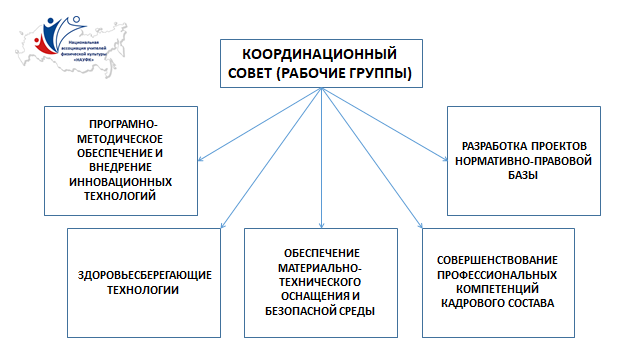 Национальная
ассоциация учителей
физической культуры
«НАУФК»
КООРДИНАЦИОННЫЙ
СОВЕТ (РАБОЧИЕ ГРУППЫ)
ПРОГРАМНО-
МЕТОДИЧЕСКОЕ
ОБЕСПЕЧЕНИЕ И
ВНЕДРЕНИЕ
ИННОВАЦИОННЫХ
ТЕХНОЛОГИЙ
РАЗРАБОТКА ПРОЕКТОВ
НОРМАТИВНО-ПРАВОВОЙ
БАЗЫ
ЗДОРОВЬЕСБЕРЕГАЮЩИЕ
ТЕХНОЛОГИИ
ОБЕСПЕЧЕНИЕ
МАТЕРИАЛЬНО-
ТЕХНИЧЕСКОГО
ОСНАЩЕНИЯ И
БЕЗОПАСНОЙ СРЕДЫ
СОВЕРШЕНСТВОВАНИЕ
ПРОФЕССИОНАЛЬНЫХ
КОМПЕТЕНЦИЙ
КАДРОВОГО СОСТАВА